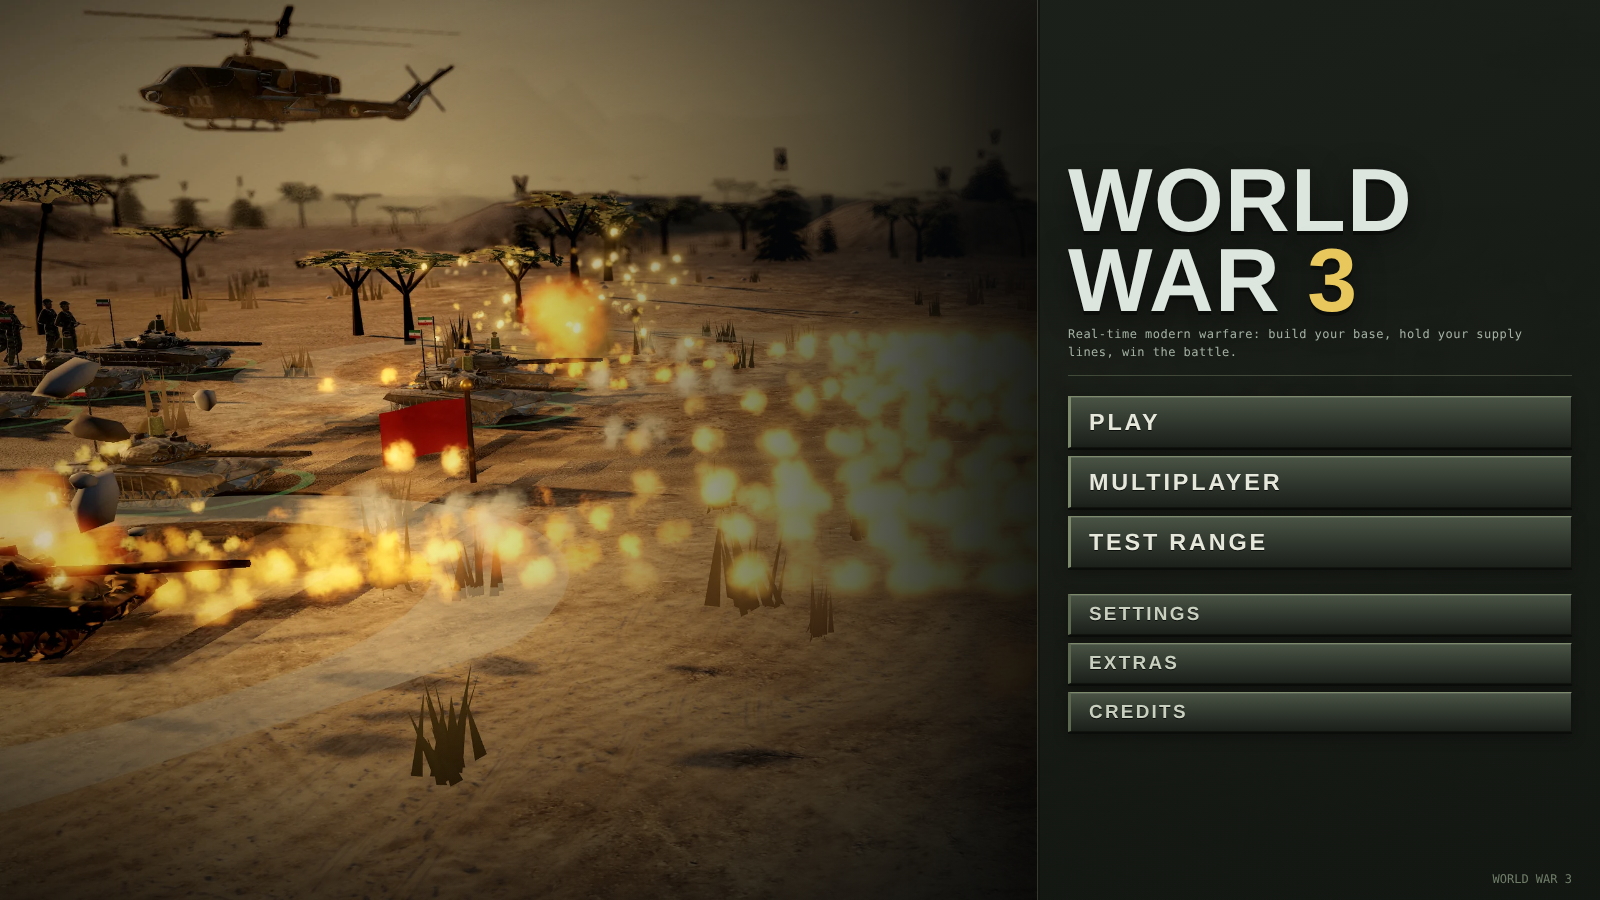 WORLD
WAR 3
Real-time modern warfare: build your base, hold your supply
lines, win the battle.
PLAY
MULTIPLAYER
TEST RANGE
SETTINGS
EXTRAS
CREDITS
WORLD WAR 3